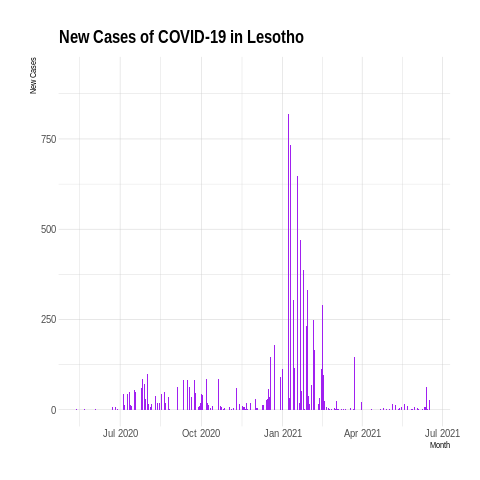 New Cases of COVID-19 in Lesotho
New Cases
750
500
250
0
Jul 2020 Oct 2020 Jan 2021 Apr 2021 Jul 2021
Month